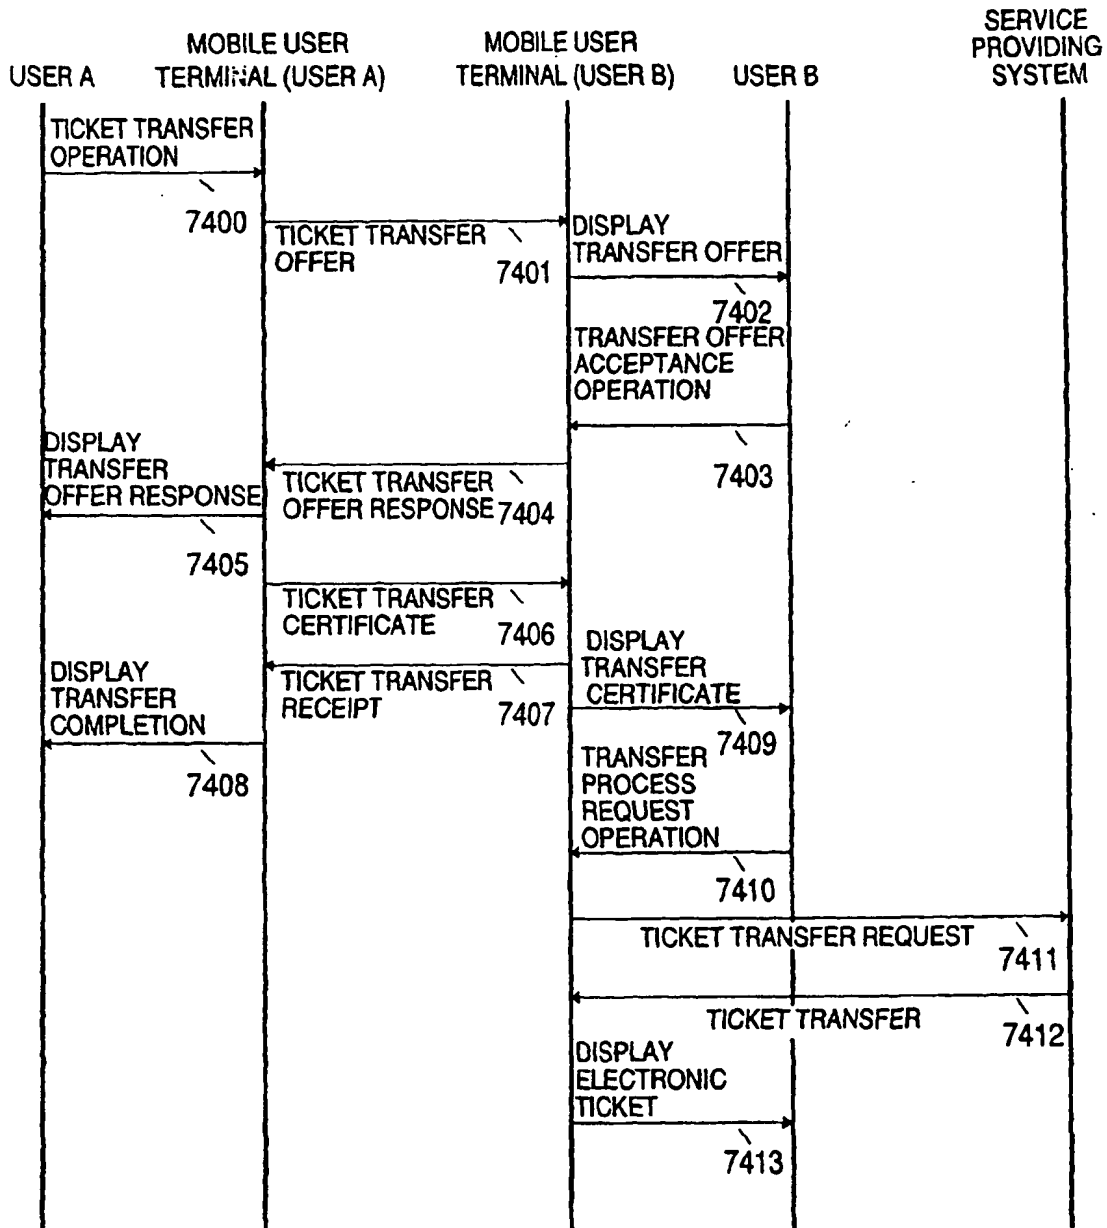 SERVICE
PROVIDING
SYSTEM
MOBILE USER
TERMINAL (USER A)
MOBILE USER
TERMINAL (USER B)
USER A
USER B
TICKET TRANSFER
OPERATION
7400
TICKET TRANSFER
OFFER
7401
DISPLAY
TRANSFER OFFER
7402
TRANSFER OFFER
ACCEPTANCE
OPERATION
7403
TICKET TRANSFER
OFFER RESPONSE
7404
DISPLAY
TRANSFER
OFFER RESPONSE
7405
TICKET TRANSFER
CERTIFICATE
7406
TICKET TRANSFER
RECEIPT
7407
DISPLAY
TRANSFER
COMPLETION
7408
DISPLAY
TRANSFER
CERTIFICATE
7409
TRANSFER
PROCESS
REQUEST
OPERATION
7410
TICKET TRANSFER REQUEST
7411
TICKET TRANSFER
7412
DISPLAY
ELECTRONIC
TICKET
7413